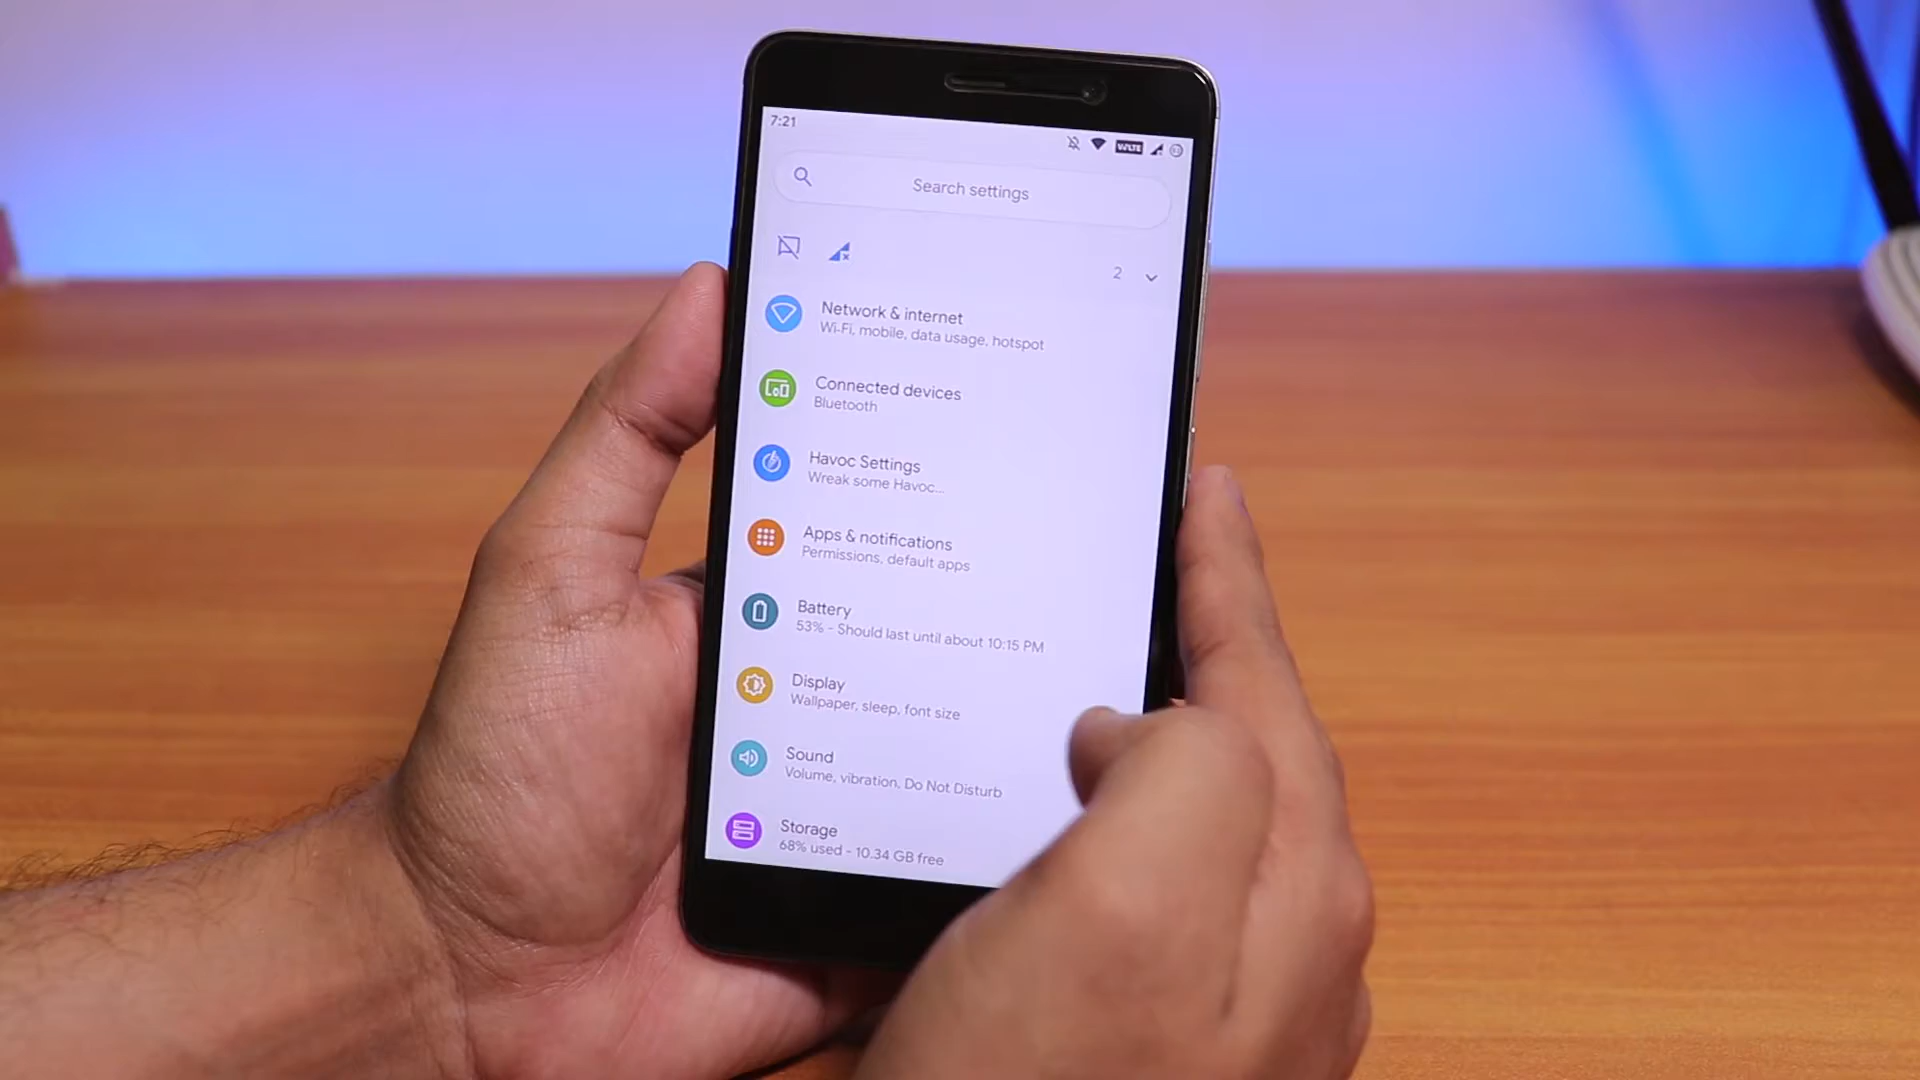 7:21
VoLTE
Search settings
2
Network & internet
Wi-Fi, mobile, data usage, hotspot
Connected devices
Bluetooth
Havoc Settings
Wreak some Havoc...
Apps & notifications
Permissions, default apps
Battery
53% - Should last until about 10:15 PM
Display
Wallpaper, sleep, font size
Sound
Volume, vibration, Do Not Disturb
Storage
68% used - 10.34 GB free